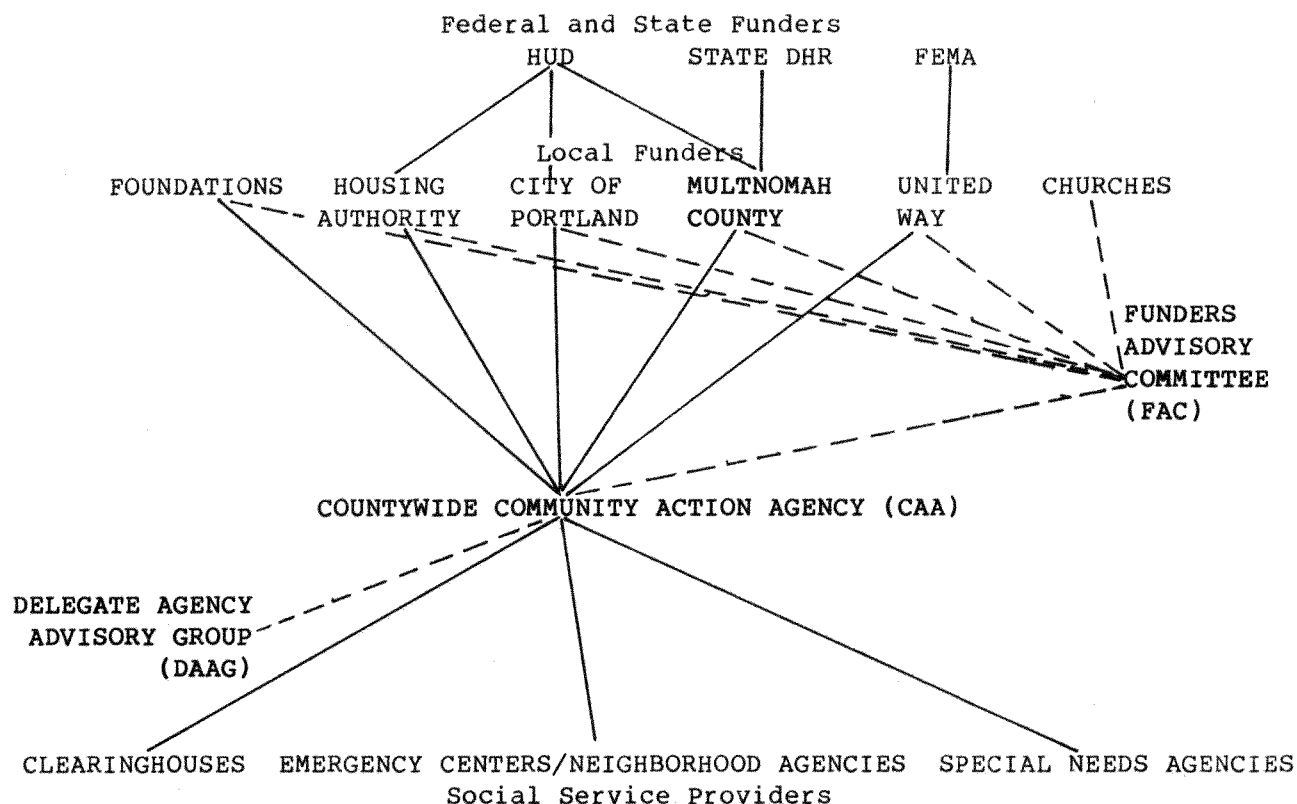 Federal and State Funders
HUD STATE DHR FEMA
Local Funders
FOUNDATIONS HOUSING CITY OF MULTNOMAH UNITED CHURCHES
AUTHORITY PORTLAND COUNTY WAY
FUNDERS
ADVISORY
COMMITTEE
(FAC)
COUNTYWIDE COMMUNITY ACTION AGENCY (CAA)
DELEGATE AGENCY
ADVISORY GROUP
(DAAG)
CLEARINGHOUSES EMERGENCY CENTERS/NEIGHBORHOOD AGENCIES SPECIAL NEEDS AGENCIES
Social Service Providers